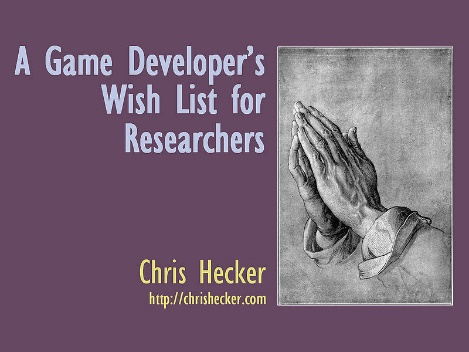 A Game Developer's
Wish List for
Researchers
Chris Hecker
http://chrishecker.com